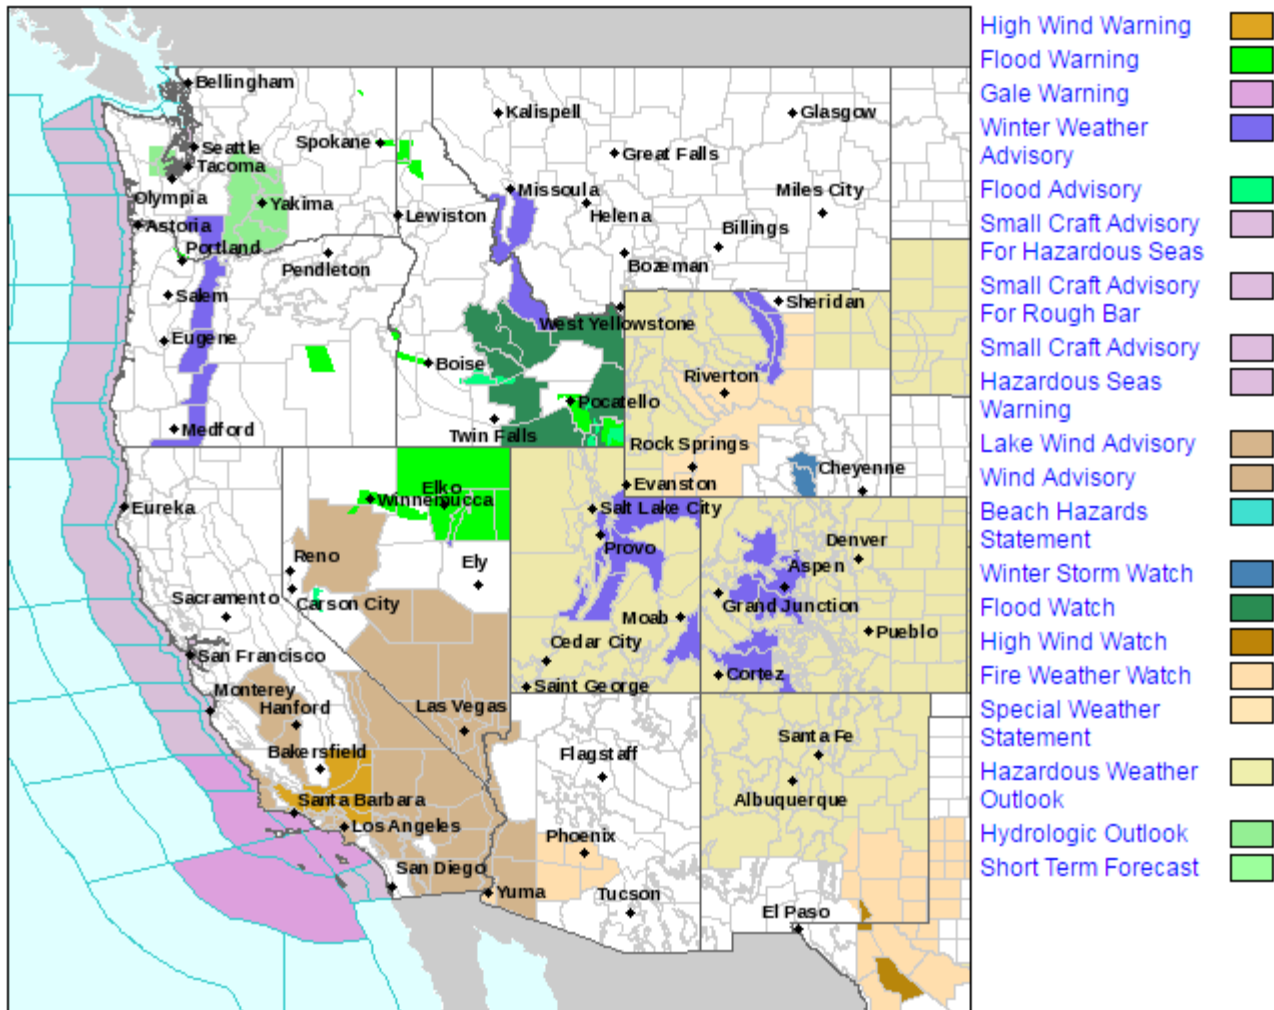 Bellingham
Kalispell
Glasgow
Seattle
Spokane
Great Falls
Tacoma
Missoula
Miles City
Olympia
Yakima
Lewiston
Helena
Astoria
Billings
Portland
Pendleton
Bozeman
Salem
West Yellowstone
Sheridan
Eugene
Boise
Riverton
Pocatello
Medford
Twin Falls
Rock Springs
Cheyenne
Elko
Evanston
Winnemucca
Eureka
Salt Lake City
Provo
Denver
Reno
Ely
Aspen
Sacramento
Carson City
Grand Junction
Moab
Pueblo
Cedar City
San Francisco
Cortez
Saint George
Monterey
Hanford
Las Vegas
Santa Fe
Bakersfield
Flagstaff
Santa Barbara
Albuquerque
Los Angeles
Phoenix
San Diego
Yuma
Tucson
El Paso
High Wind Warning
Flood Warning
Gale Warning
Winter Weather
Advisory
Flood Advisory
Small Craft Advisory
For Hazardous Seas
Small Craft Advisory
For Rough Bar
Small Craft Advisory
Hazardous Seas
Warning
Lake Wind Advisory
Wind Advisory
Beach Hazards
Statement
Winter Storm Watch
Flood Watch
High Wind Watch
Fire Weather Watch
Special Weather
Statement
Hazardous Weather
Outlook
Hydrologic Outlook
Short Term Forecast